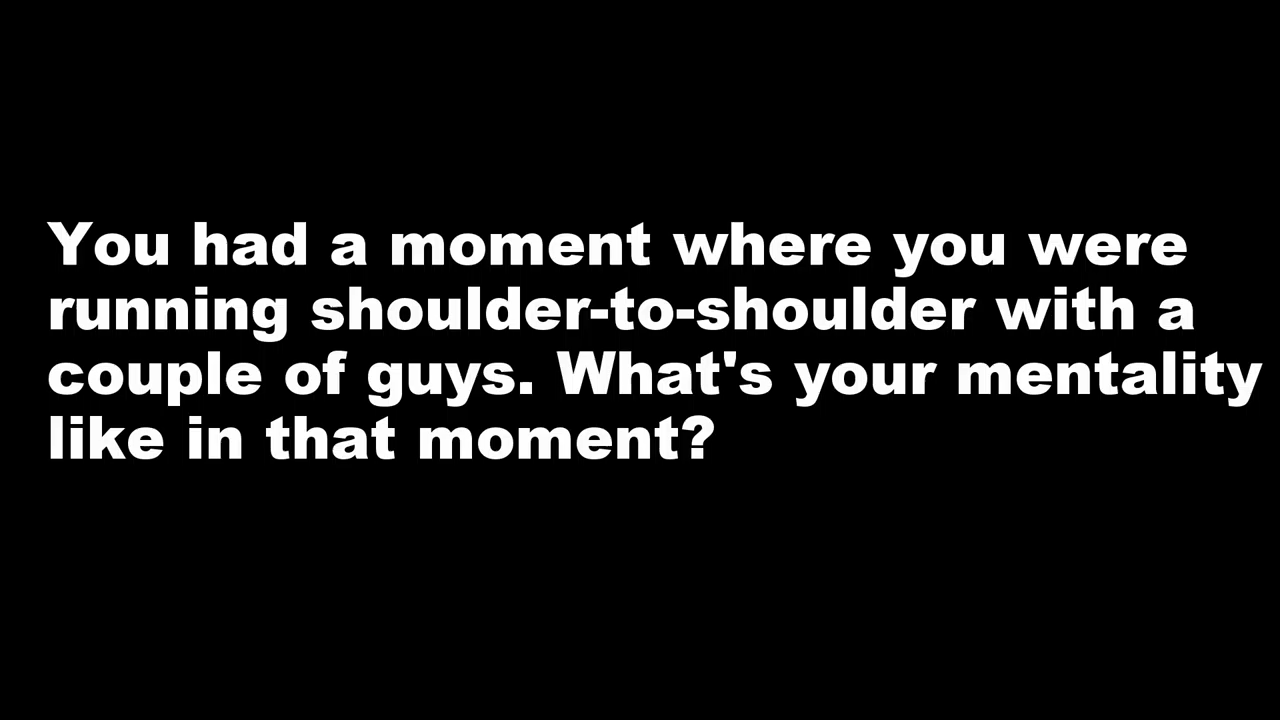 You had a moment where you were
running shoulder-to-shoulder with a
couple of guys. What's your mentality
like in that moment?